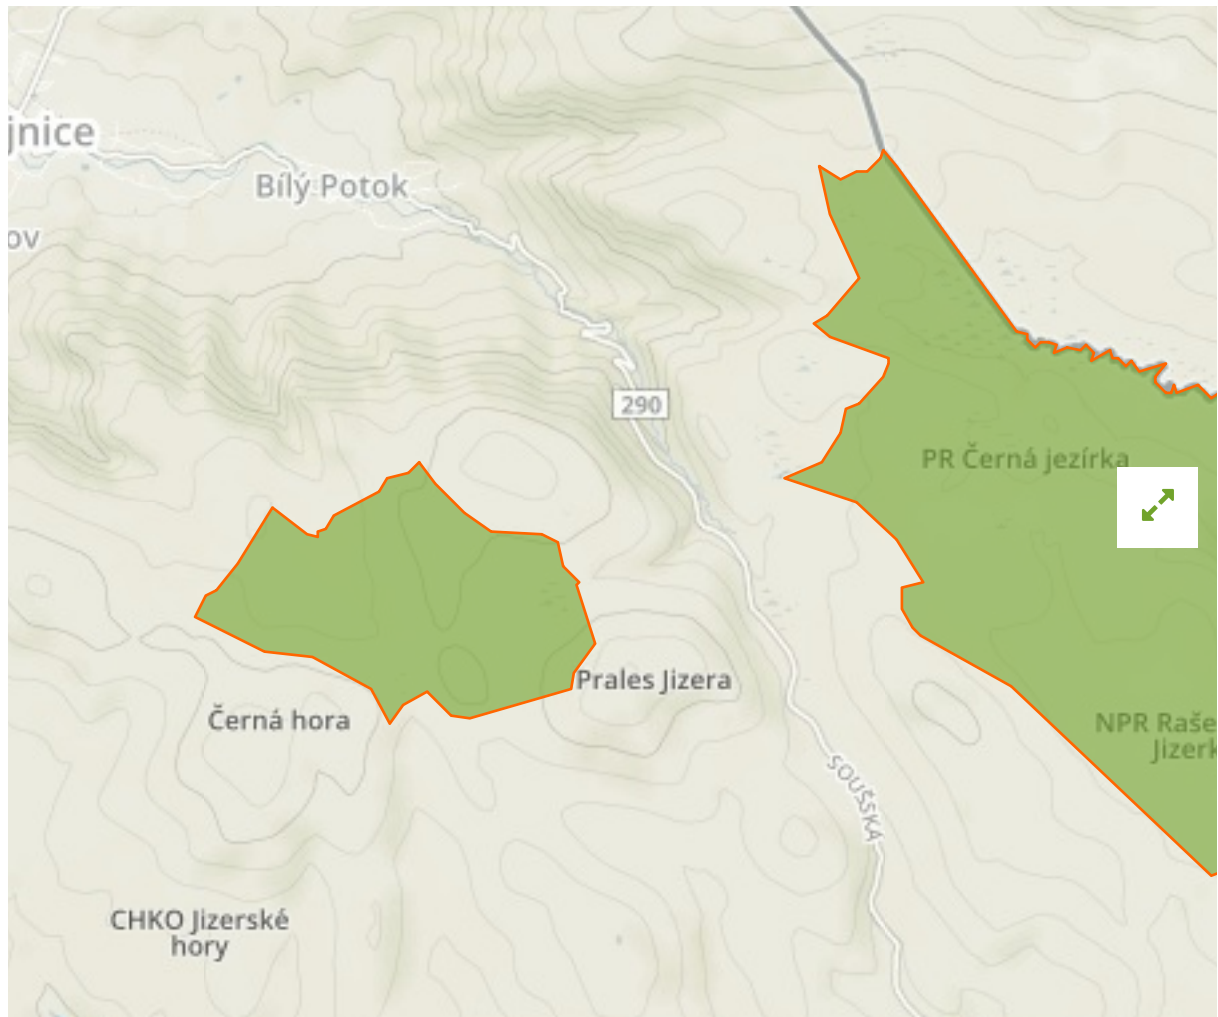 jnice
Bílý Potok
ov
290
PR Černá jezírka
Prales Jizera
Černá hora
NPR Raše
Jizerk
SOUŠSKÁ
CHKO Jizerské
hory